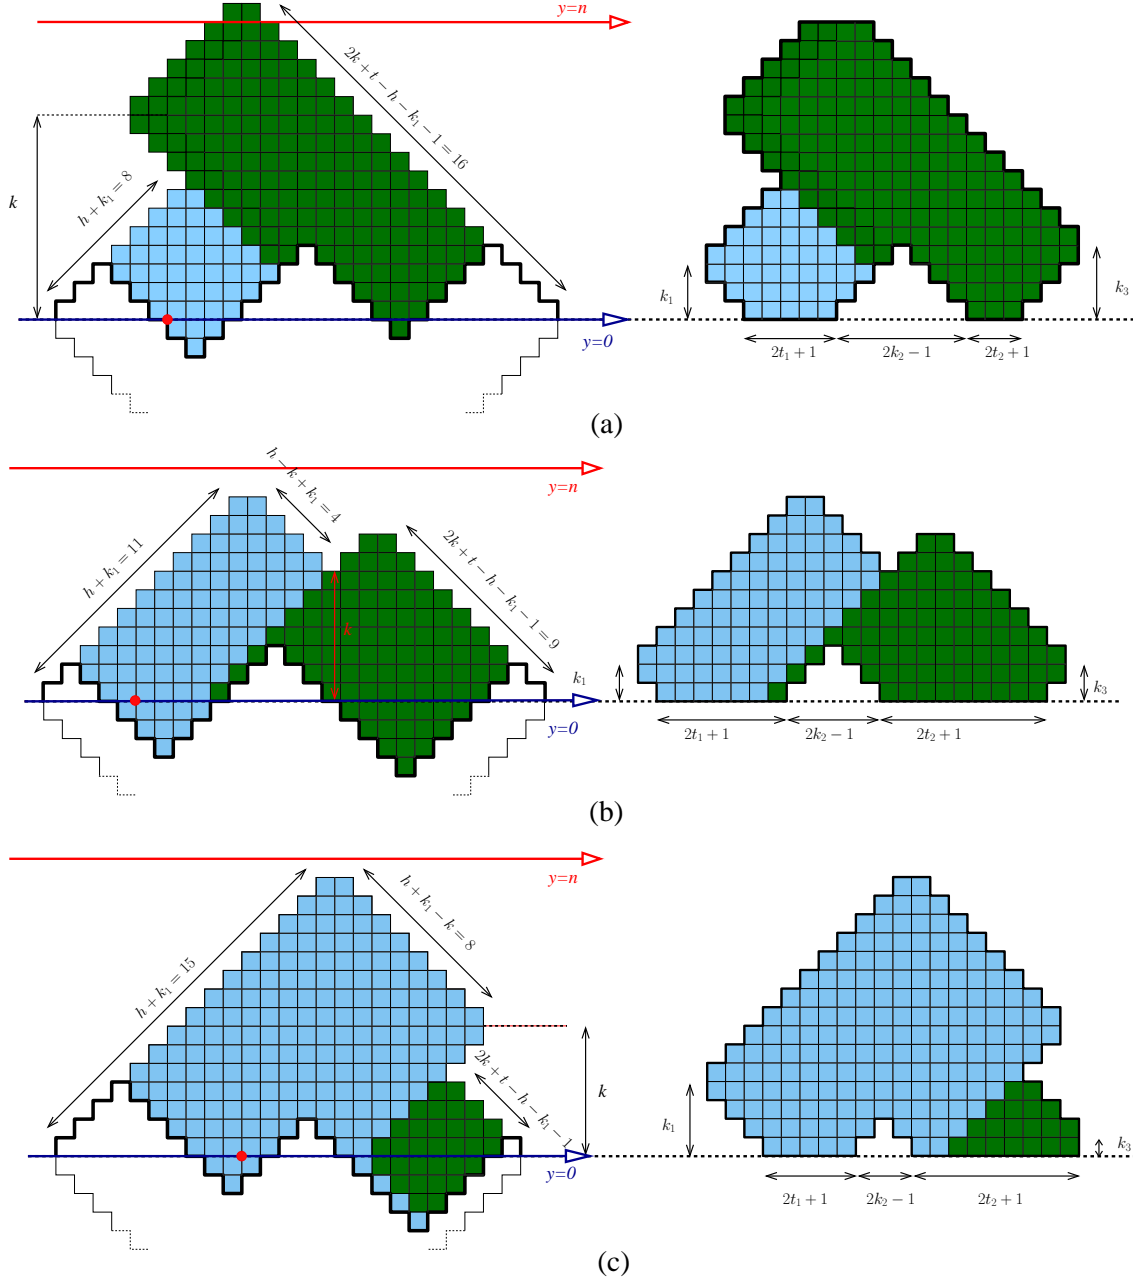 y=n
2k + t − h − k₁ − 1 = 16
h + k₁ = 8
k
k₁
k₃
y=0
2t₁ + 1
2k₂ − 1
2t₂ + 1
(a)
y=n
h − k + k₁ = 4
h + k₁ = 11
2k + t − h − k₁ − 1 = 9
k
k₁
k₃
y=0
2t₁ + 1
2k₂ − 1
2t₂ + 1
(b)
y=n
h + k₁ − k = 8
h + k₁ = 15
2k + t − h − k₁ − 1
k
k₁
k₃
y=0
2t₁ + 1
2k₂ − 1
2t₂ + 1
(c)